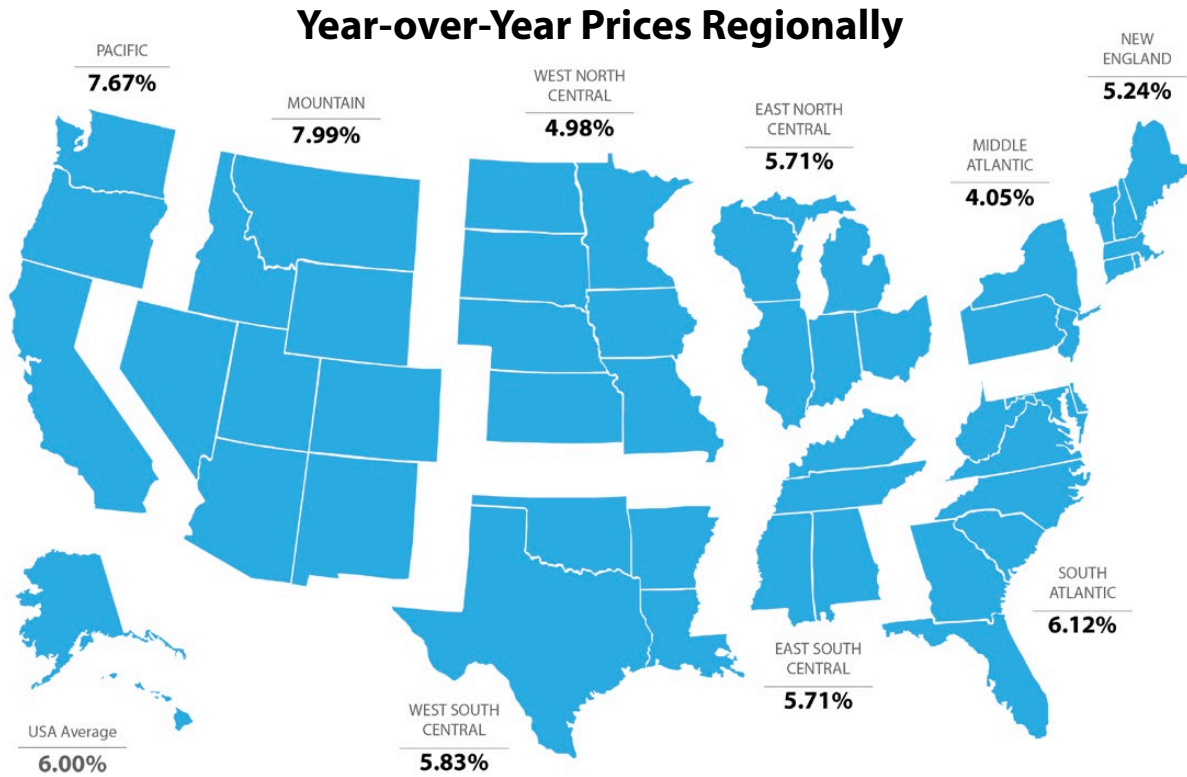 Year-over-Year Prices Regionally
PACIFIC
7.67%
MOUNTAIN
7.99%
WEST NORTH
CENTRAL
4.98%
EAST NORTH
CENTRAL
5.71%
MIDDLE
ATLANTIC
4.05%
NEW
ENGLAND
5.24%
USA Average
6.00%
WEST SOUTH
CENTRAL
5.83%
EAST SOUTH
CENTRAL
5.71%
SOUTH
ATLANTIC
6.12%